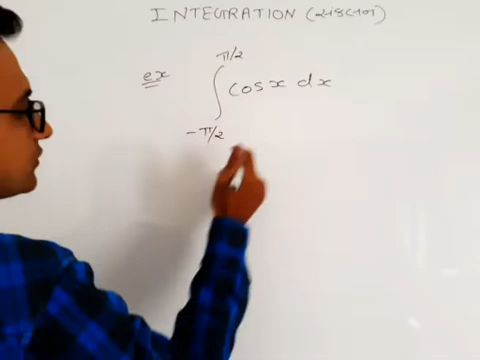 INTEGRATION
ex ∫_{-π/2}^{π/2} cos x dx